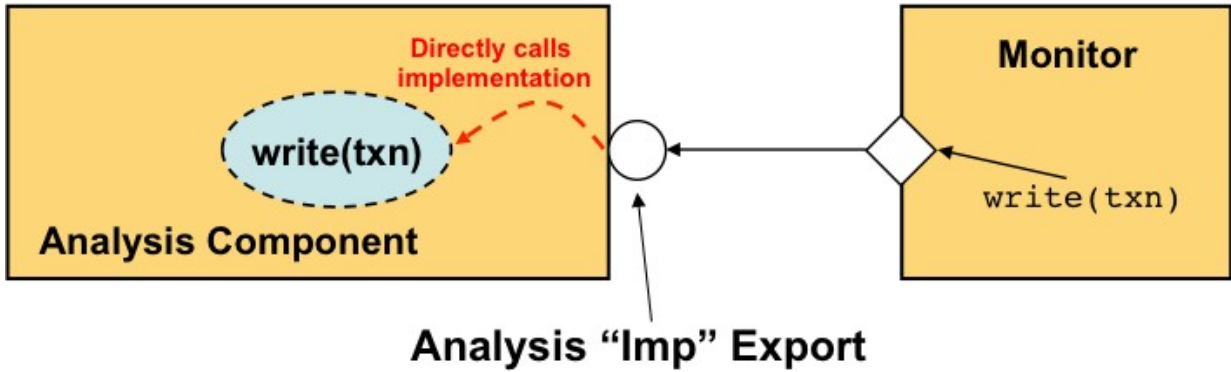 Directly calls
implementation
write(txn)
Analysis Component
Monitor
write(txn)
Analysis “Imp” Export